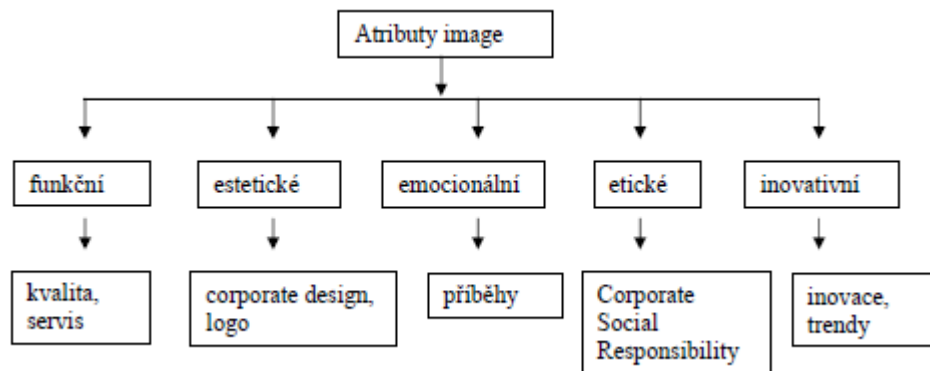 Atributy image
funkční
estetické
emocionální
etické
inovativní
kvalita,
servis
corporate design,
logo
příběhy
Corporate
Social
Responsibility
inovace,
trendy